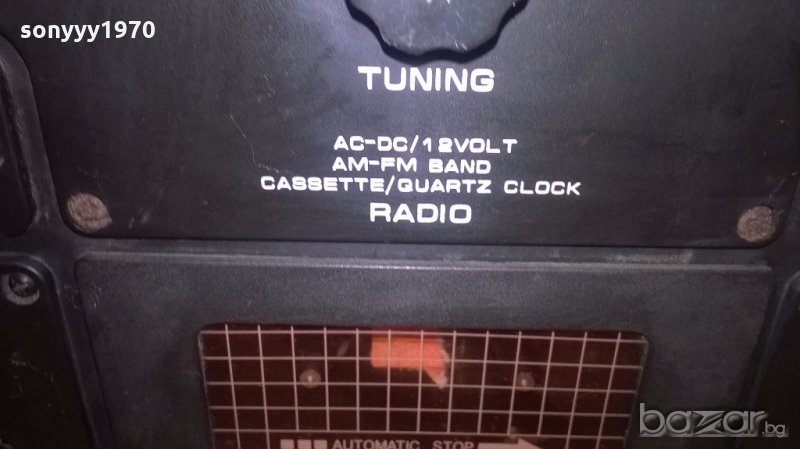 sonyyy1970
TUNING
AC-DC/12VOLT
AM-FM BAND
CASSETTE/QUARTZ CLOCK
RADIO
AUTOMATIC STOP
bazar.bg